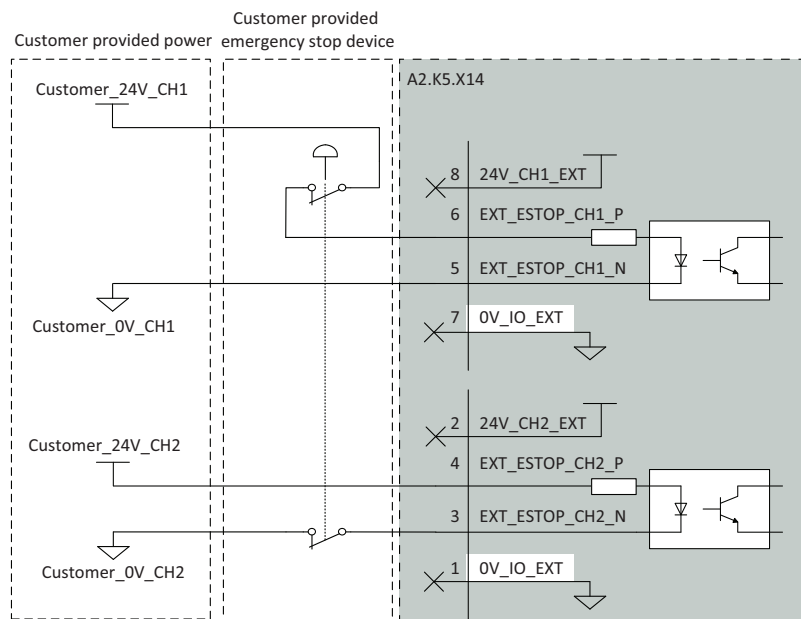 Customer provided power
Customer provided
emergency stop device
A2.K5.X14
Customer_24V_CH1
8 24V_CH1_EXT
6 EXT_ESTOP_CH1_P
5 EXT_ESTOP_CH1_N
Customer_0V_CH1
7 0V_IO_EXT
2 24V_CH2_EXT
Customer_24V_CH2
4 EXT_ESTOP_CH2_P
3 EXT_ESTOP_CH2_N
Customer_0V_CH2
1 0V_IO_EXT